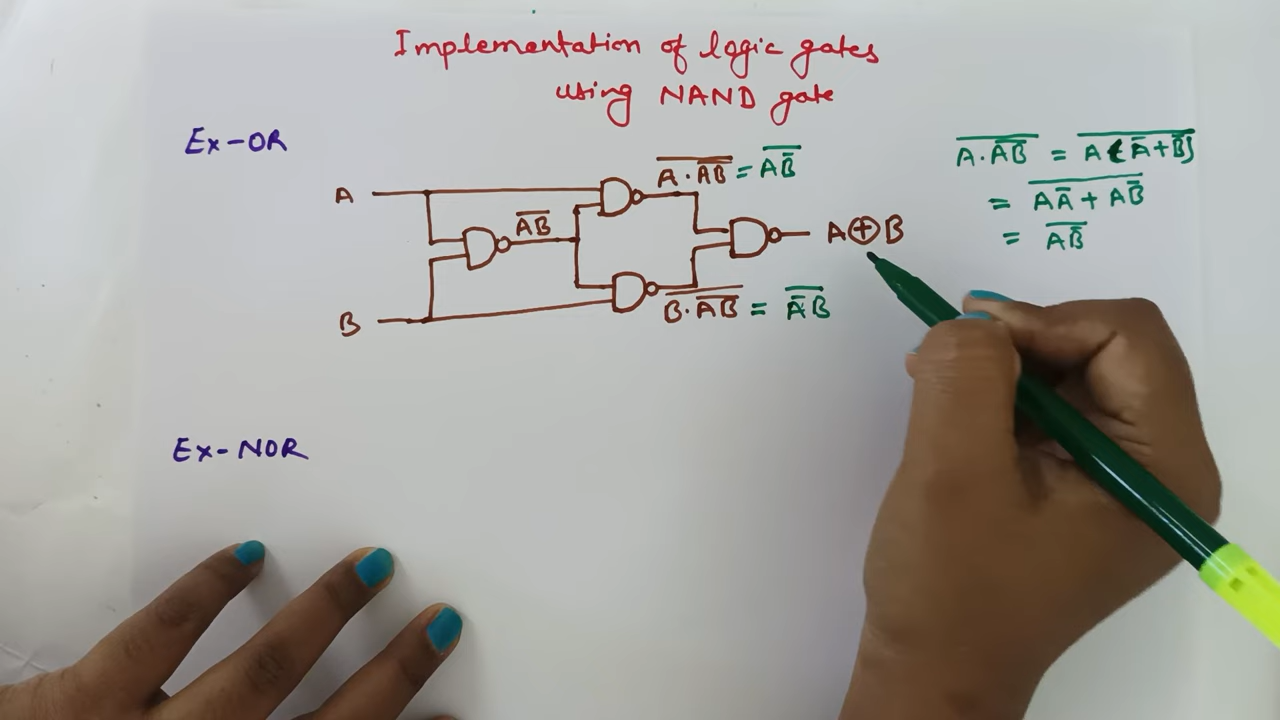 Implementation of logic gates
using NAND gate
Ex-OR
A
B
A̅B̅
A̅ ̅·̅ ̅A̅B̅ = A̅B̿
B̅ ̅·̅ ̅A̅B̅ = A̿B̅
A⊕B
A̅.̅A̿B̿ = A̅(̅A̿+̅B̿)̅
= A̅A̿ ̅+̅ ̅A̅B̿
= A̅B̿
Ex-NOR